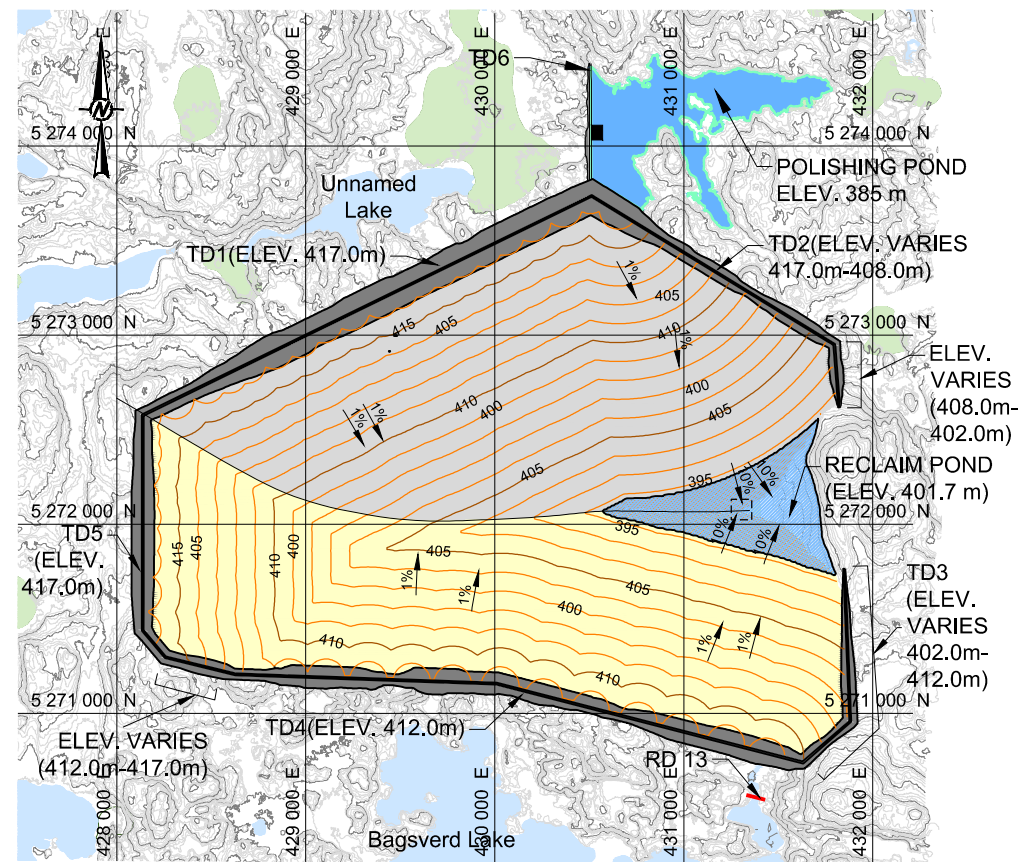 N
429 000 E
430 000 E
431 000 E
432 000 E
TD6
5 274 000 N
5 274 000 N
POLISHING POND
ELEV. 385 m
Unnamed
Lake
TD1(ELEV. 417.0m)
TD2(ELEV. VARIES
417.0m-408.0m)
1%
405
415
405
410
1%
5 273 000 N
5 273 000 N
ELEV.
VARIES
(408.0m-
402.0m)
400
410
400
405
1%
1%
405
395
10%
10%
RECLAIM POND
(ELEV. 401.7 m)
5 272 000 N
5 272 000 N
395
TD5
(ELEV.
417.0m)
415
405
410
400
405
1%
1%
405
400
TD3
(ELEV.
VARIES
402.0m-
412.0m)
410
1%
1%
410
5 271 000 N
5 271 000 N
TD4(ELEV. 412.0m)
ELEV. VARIES
(412.0m-417.0m)
RD 13
428 000 E
429 000 E
431 000 E
432 000 E
Bagsverd Lake